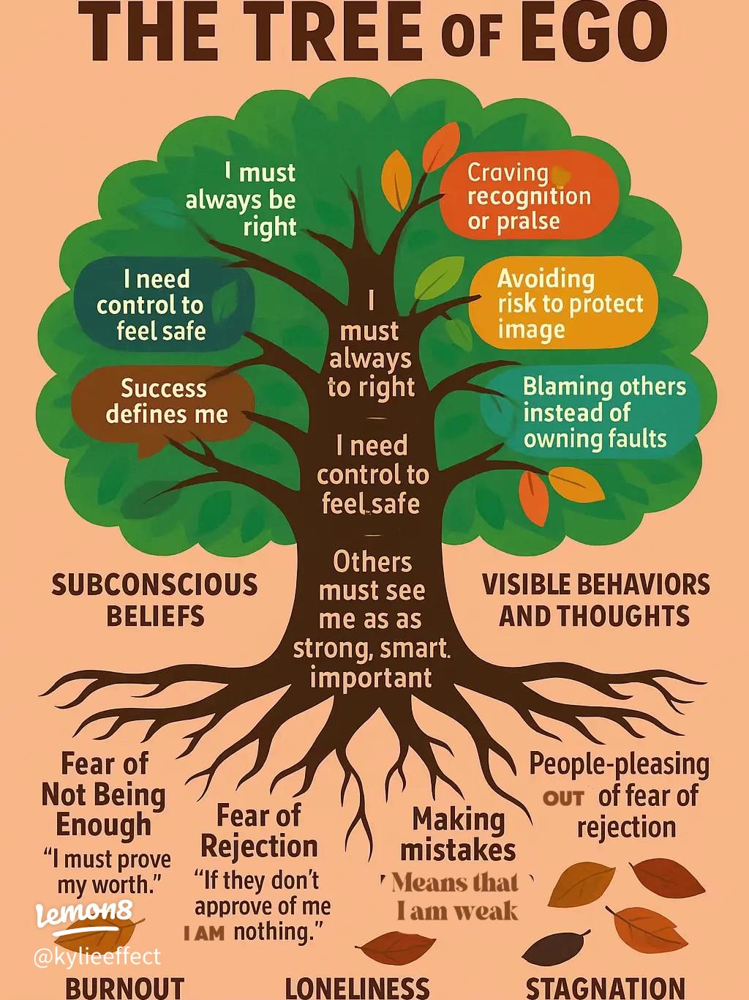 THE TREE OF EGO
I must
always be
right
I need
control to
feel safe
Success
defines me
I
must
always
to right
I need
control to
feel safe
Others
must see
me as as
strong, smart.
important
Craving
recognition
or pralse
Avoiding
risk to protect
image
Blaming others
instead of
owning faults
SUBCONSCIOUS
BELIEFS
VISIBLE BEHAVIORS
AND THOUGHTS
Fear of
Not Being
Enough
“I must prove
my worth.”
Fear of
Rejection
“If they don’t
approve of me
I AM nothing.”
Making
mistakes
Means that
I am weak
People-pleasing
OUT of fear of
rejection
lemon8
@kylieeffect
BURNOUT
LONELINESS
STAGNATION